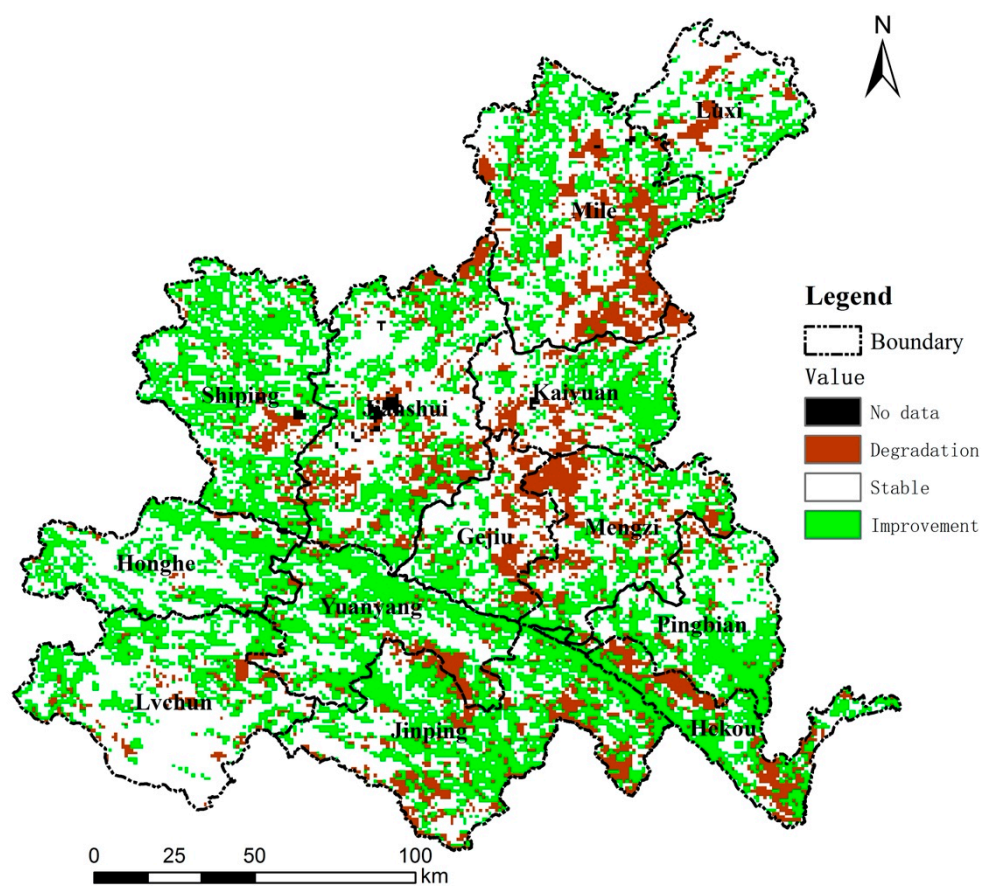 N
Luxi
Mile
Shiping
Jianshui
Kaiyuan
Gejiu
Mengzi
Honghe
Yuanyang
Pingbian
Lvchun
Jinping
Hekou
Legend
Boundary
Value
No data
Degradation
Stable
Improvement
0 25 50 100
km